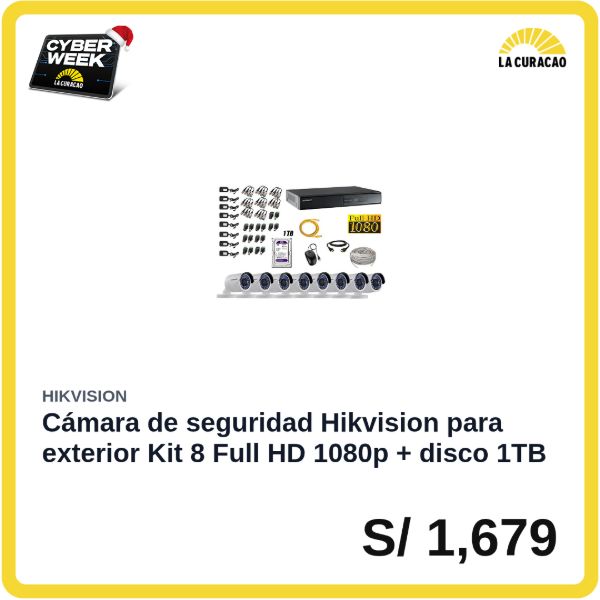 CYBER
WEEK
LA CURACAO
LA CURACAO
Full HD
1080
1TB
HIKVISION
Cámara de seguridad Hikvision para
exterior Kit 8 Full HD 1080p + disco 1TB
S/ 1,679